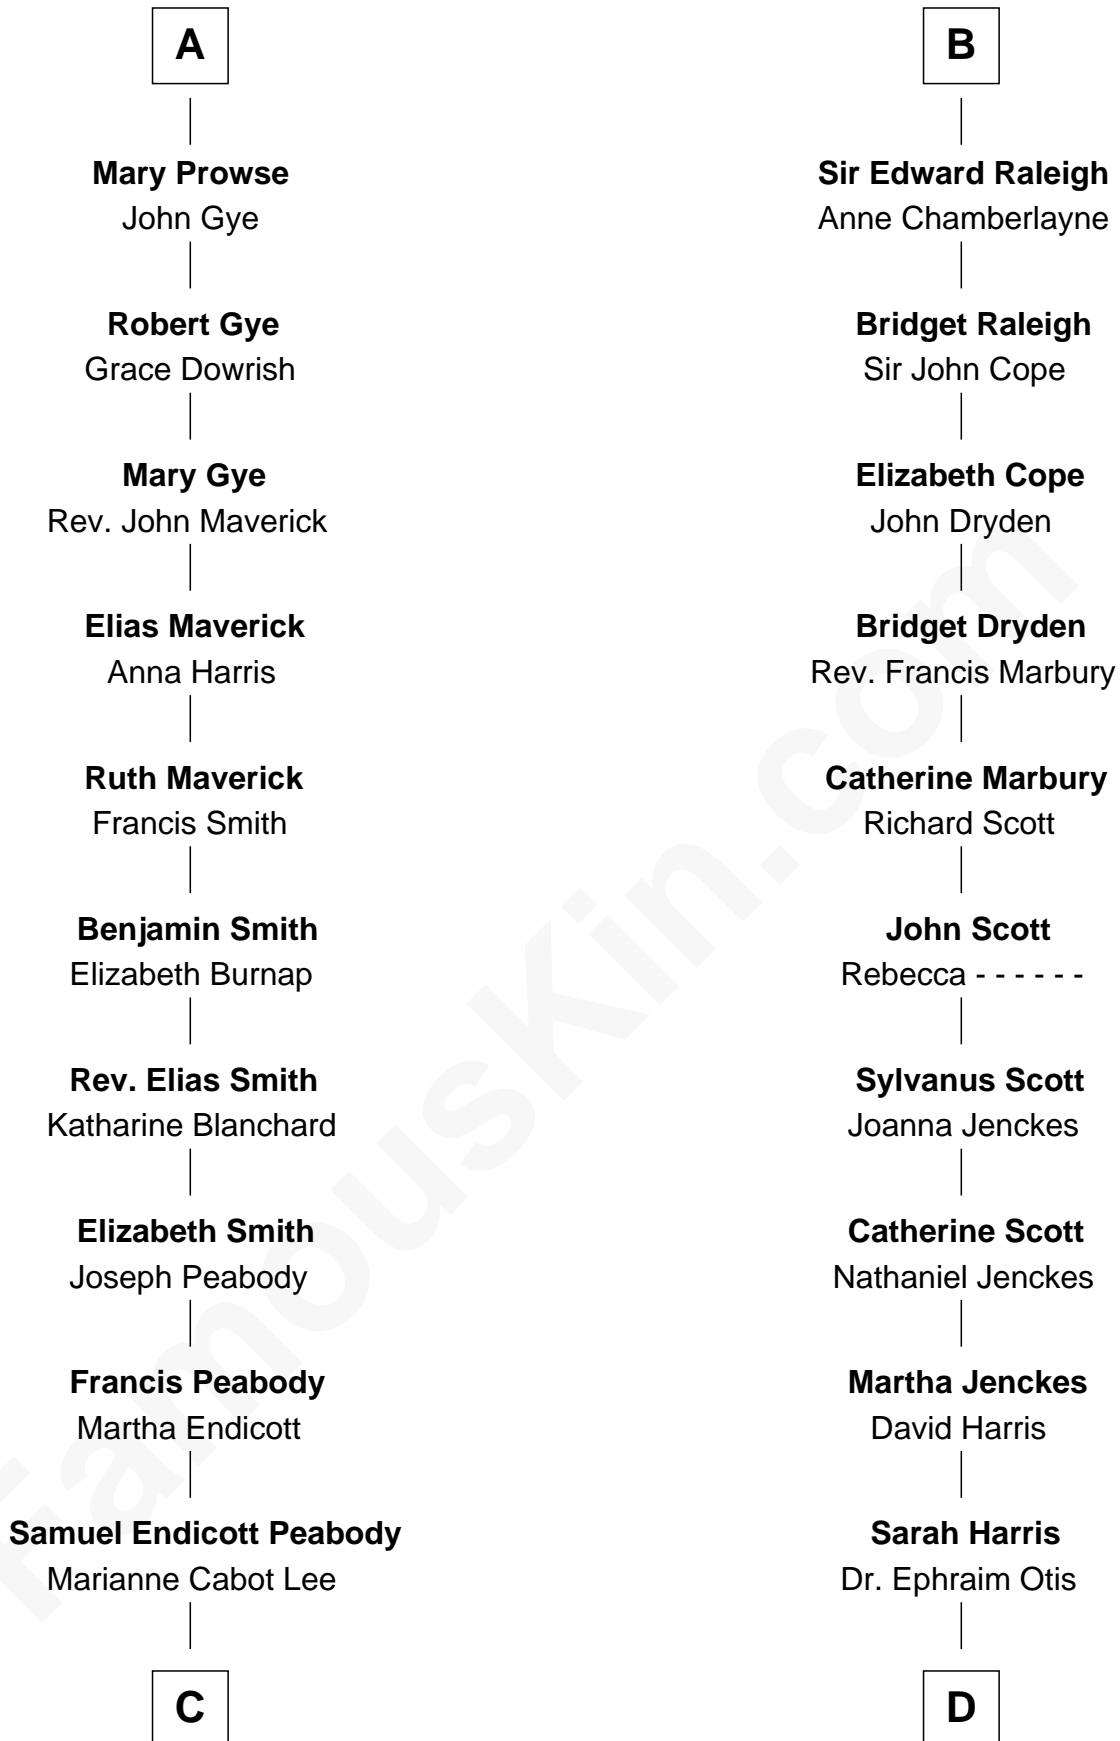 A
Mary Prowse
John Gye
Robert Gye
Grace Dowrish
Mary Gye
Rev. John Maverick
Elias Maverick
Anna Harris
Ruth Maverick
Francis Smith
Benjamin Smith
Elizabeth Burnap
Rev. Elias Smith
Katharine Blanchard
Elizabeth Smith
Joseph Peabody
Francis Peabody
Martha Endicott
Samuel Endicott Peabody
Marianne Cabot Lee
C
B
Sir Edward Raleigh
Anne Chamberlayne
Bridget Raleigh
Sir John Cope
Elizabeth Cope
John Dryden
Bridget Dryden
Rev. Francis Marbury
Catherine Marbury
Richard Scott
John Scott
Rebecca - - - - - -
Sylvanus Scott
Joanna Jenckes
Catherine Scott
Nathaniel Jenckes
Martha Jenckes
David Harris
Sarah Harris
Dr. Ephraim Otis
D
FamousKin.com